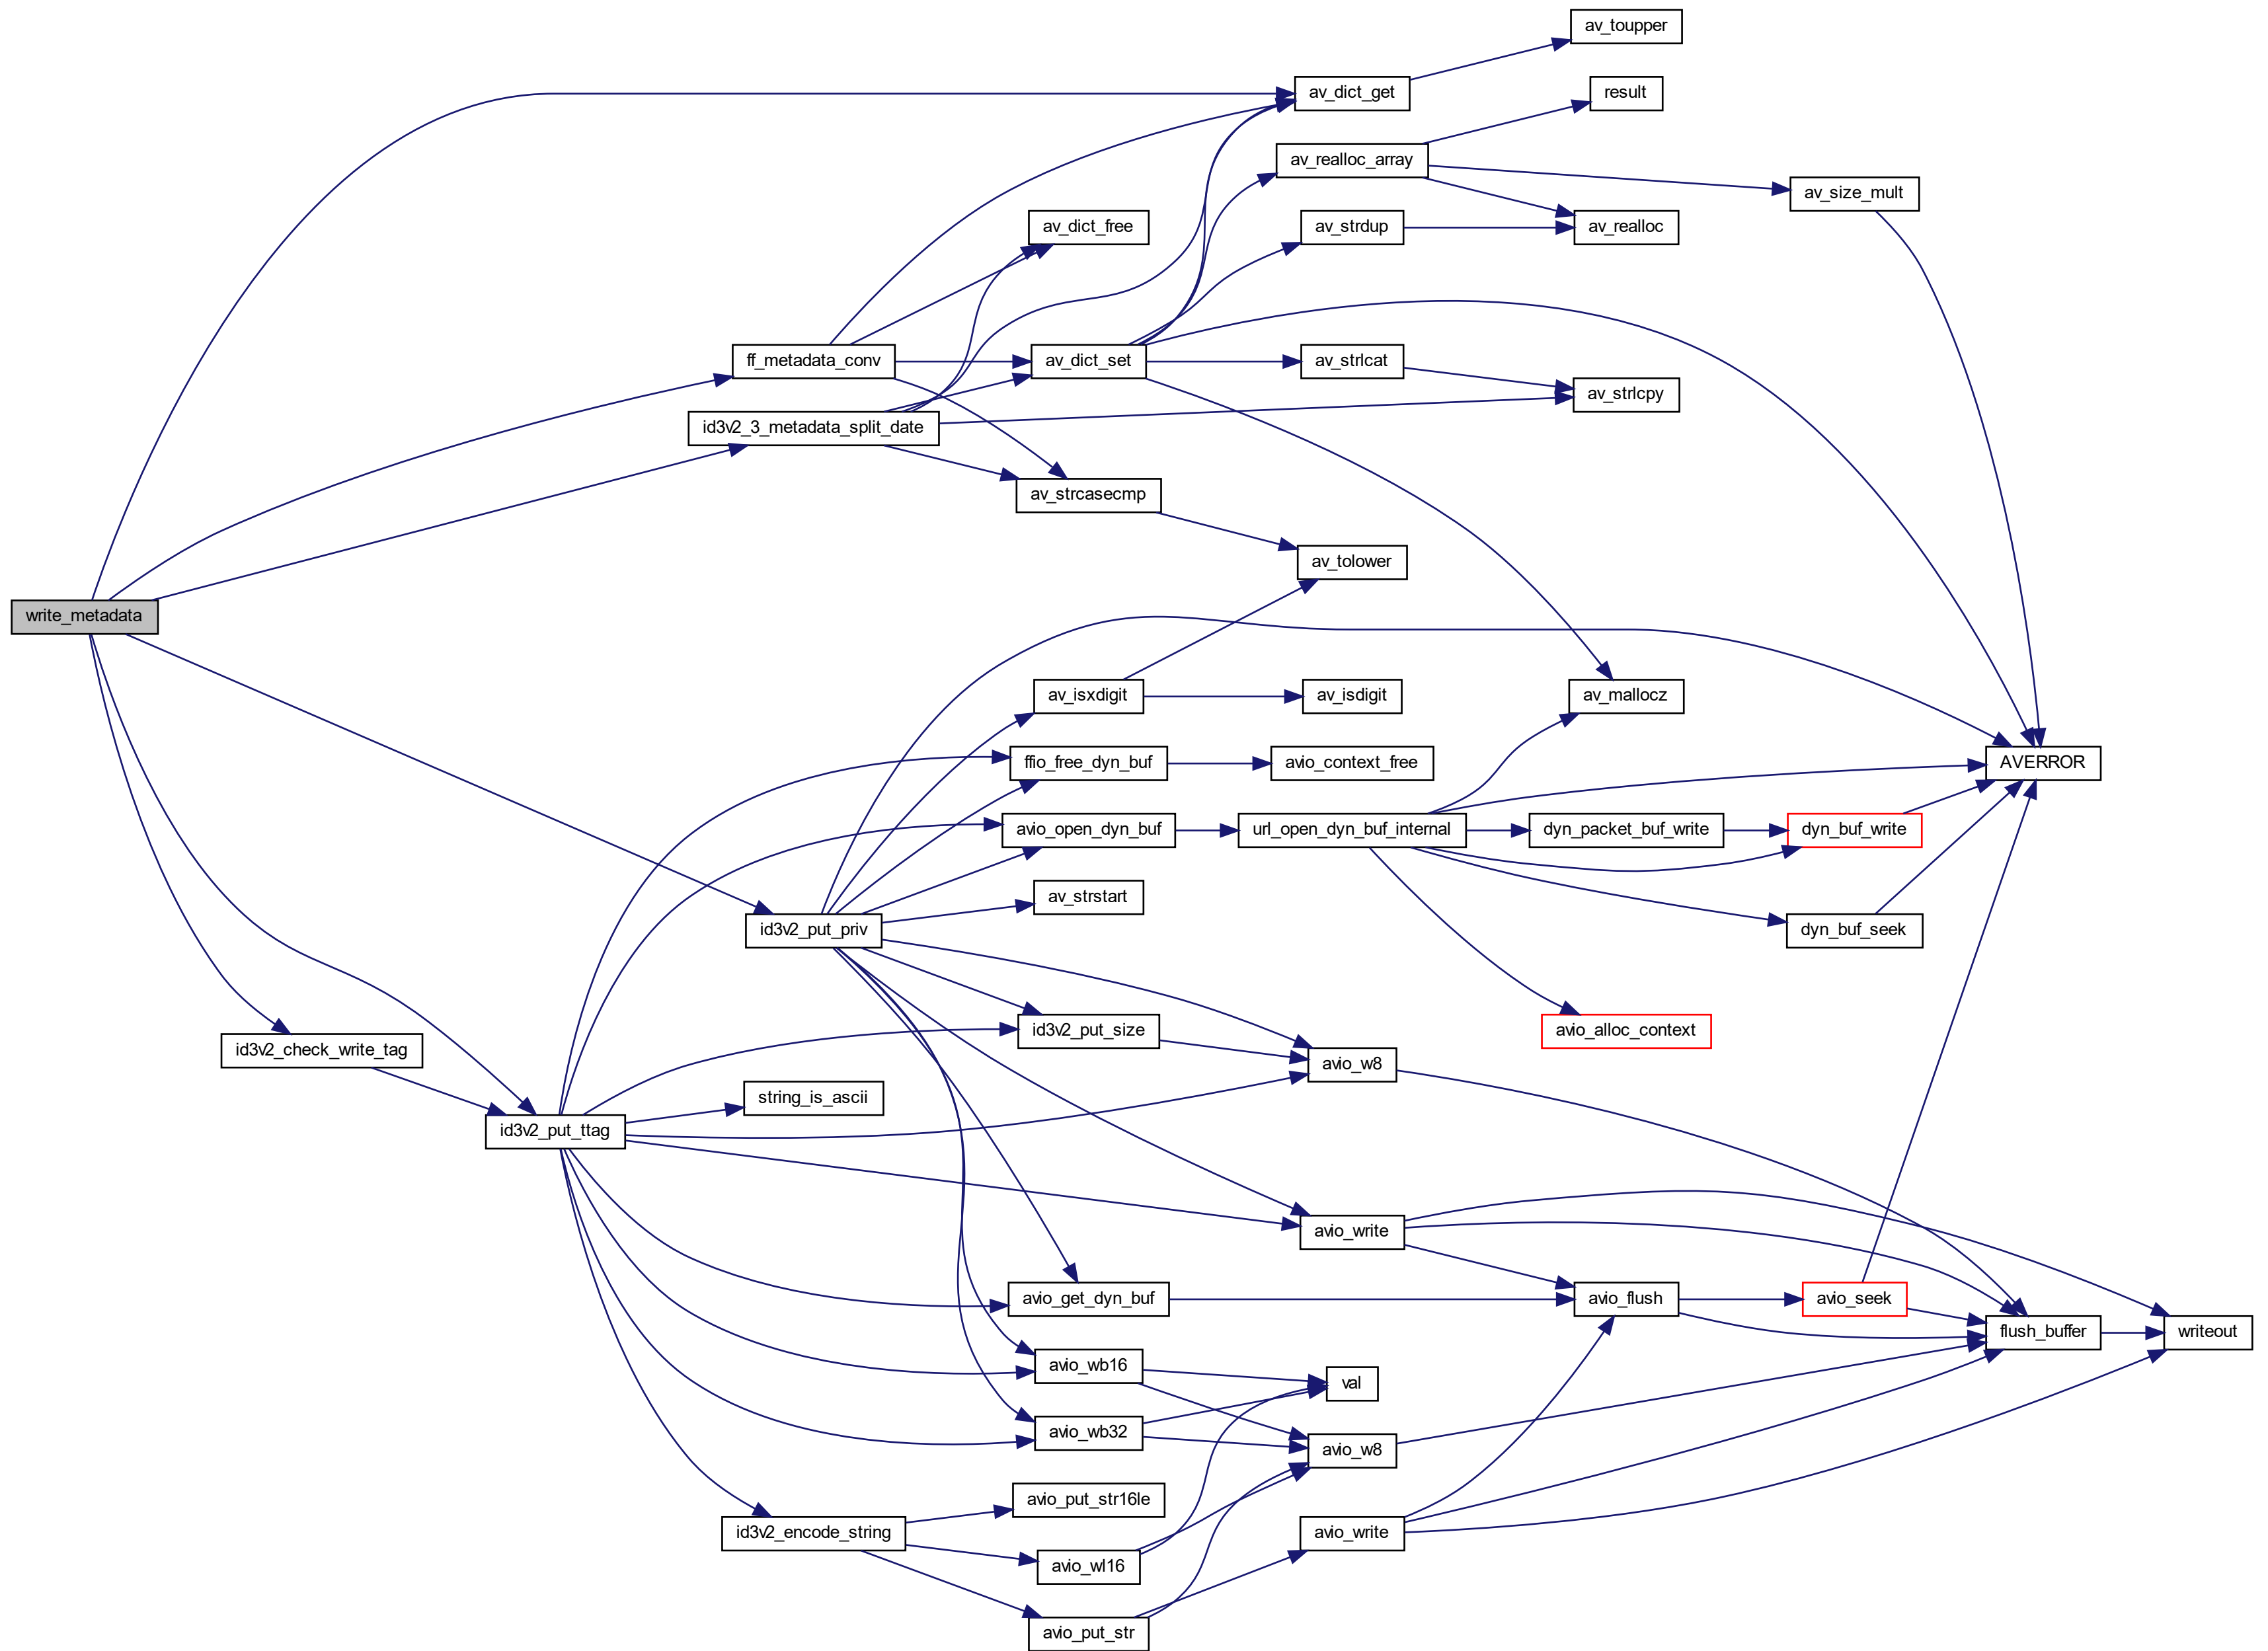 av_toupper
av_dict_get
result
av_realloc_array
av_size_mult
av_dict_free
av_strdup
av_realloc
ff_metadata_conv
av_dict_set
av_strlcat
av_strlcpy
id3v2_3_metadata_split_date
av_strcasecmp
av_tolower
write_metadata
av_isxdigit
av_isdigit
av_mallocz
ffio_free_dyn_buf
avio_context_free
AVERROR
avio_open_dyn_buf
url_open_dyn_buf_internal
dyn_packet_buf_write
dyn_buf_write
av_strstart
id3v2_put_priv
dyn_buf_seek
id3v2_put_size
avio_alloc_context
id3v2_check_write_tag
avio_w8
string_is_ascii
id3v2_put_ttag
avio_write
avio_get_dyn_buf
avio_flush
avio_seek
flush_buffer
writeout
avio_wb16
val
avio_wb32
avio_w8
avio_put_str16le
id3v2_encode_string
avio_write
avio_wl16
avio_put_str